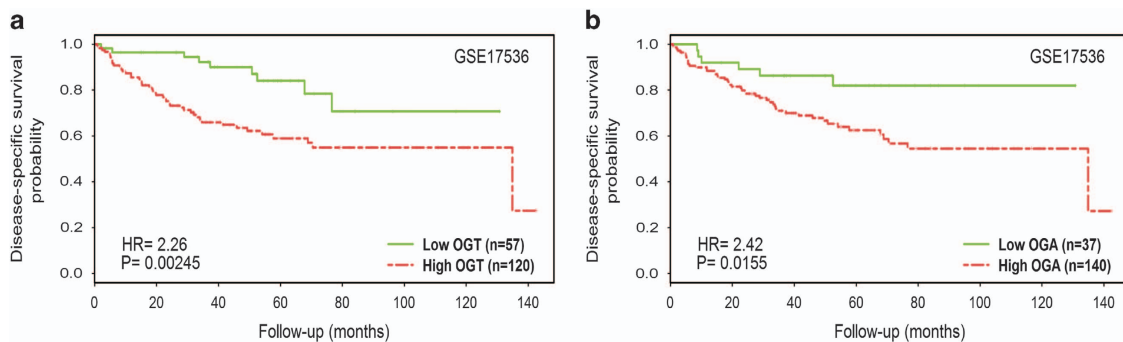 a
GSE17536
Disease-specific survival
probability
1.0
0.8
0.6
0.4
0.2
0.0
HR= 2.26
P= 0.00245
Low OGT (n=57)
High OGT (n=120)
0 20 40 60 80 100 120 140
Follow-up (months)
b
GSE17536
Disease-specific survival
probability
1.0
0.8
0.6
0.4
0.2
0.0
HR= 2.42
P= 0.0155
Low OGA (n=37)
High OGA (n=140)
0 20 40 60 80 100 120 140
Follow-up (months)